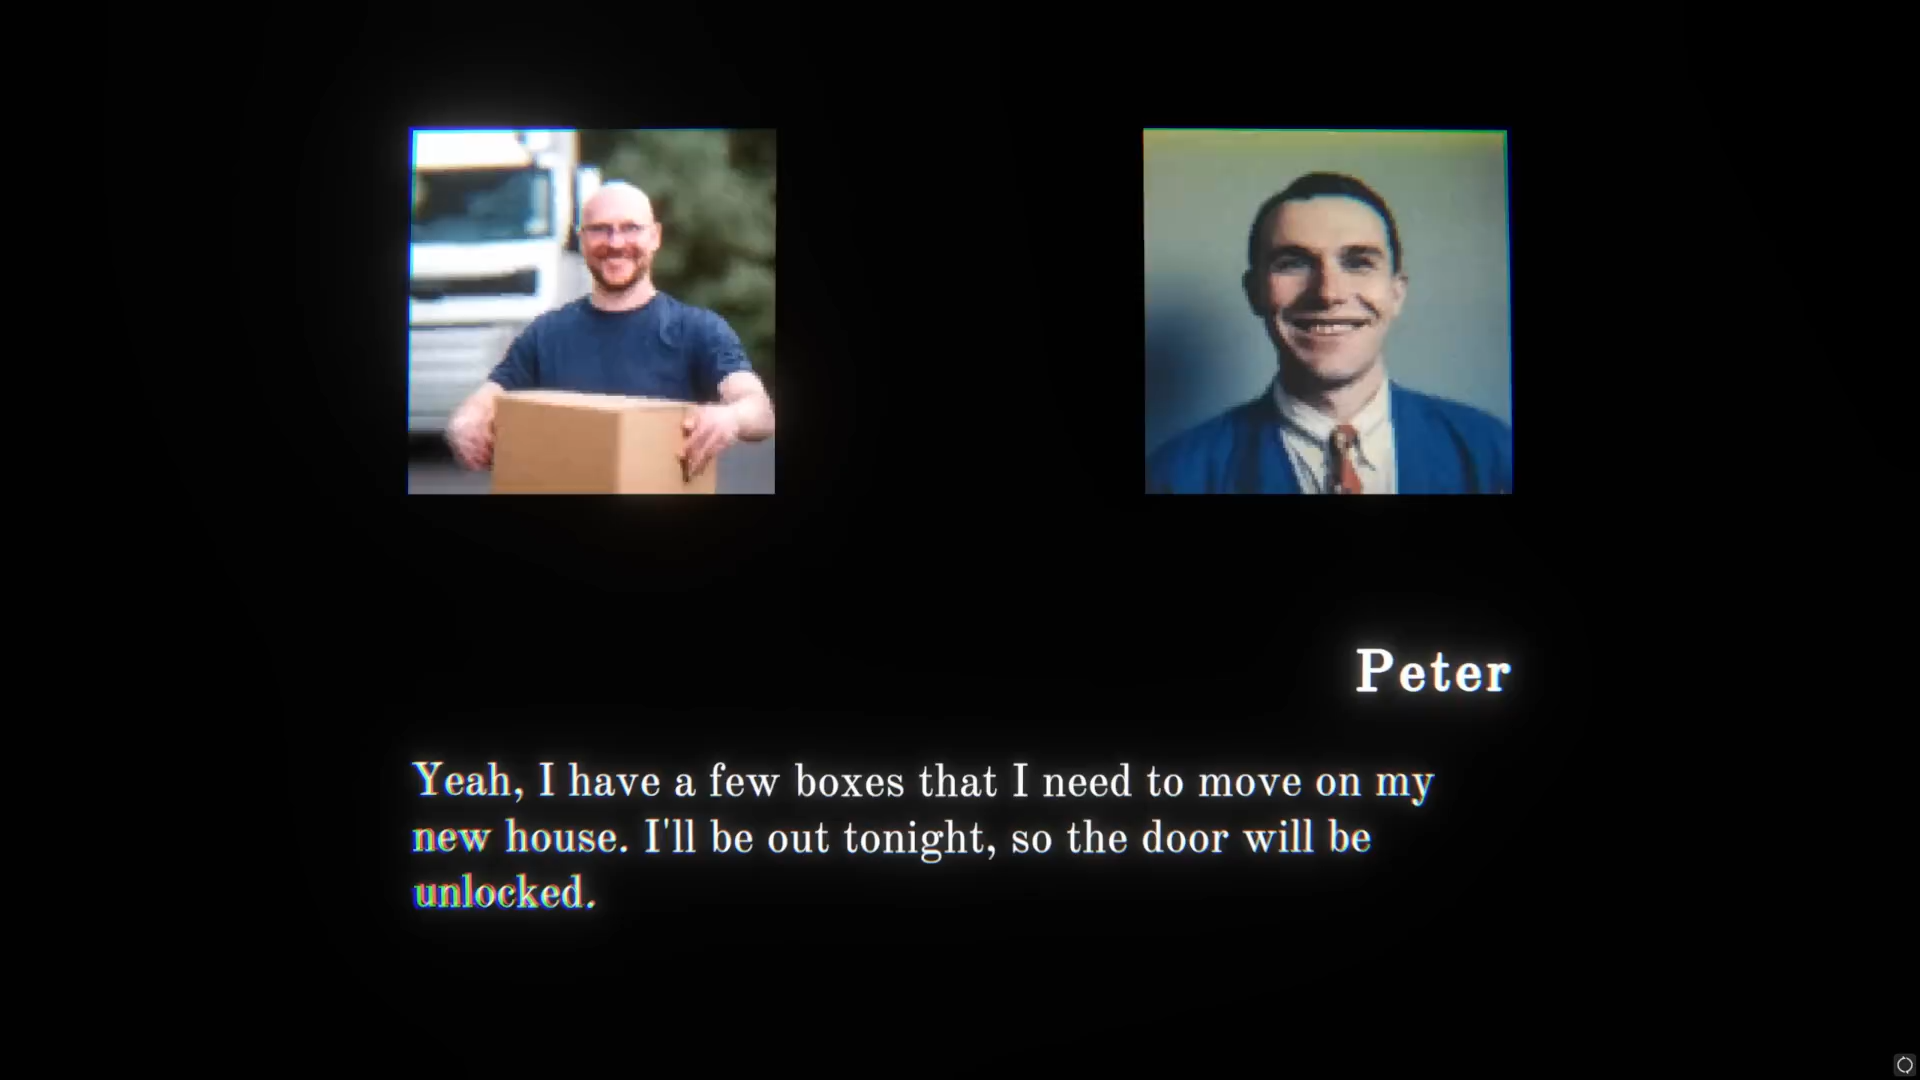 Peter
Yeah, I have a few boxes that I need to move on my
new house. I'll be out tonight, so the door will be
unlocked.